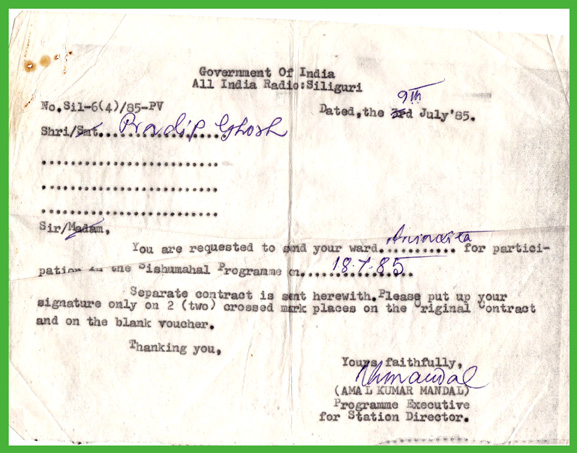 Government Of India
All India Radio:Siliguri
No.Sil-6(4)/85-PV
9th
Dated,the 3rd July'85.
Shri/Smt. Pradip Ghosh
..............................
..............................
..............................
Sir/Madam,
You are requested to send your ward Anindita for partici-
pation in the Sishumahal Programme on 18.7.85
Separate contract is sent herewith.Please put up your
signature only on 2 (two) crossed mark places on the Original Contract
and on the blank voucher.
Thanking you,
Yours faithfully,
AKmandal
(AMAL KUMAR MANDAL)
Programme Executive
for Station Director.